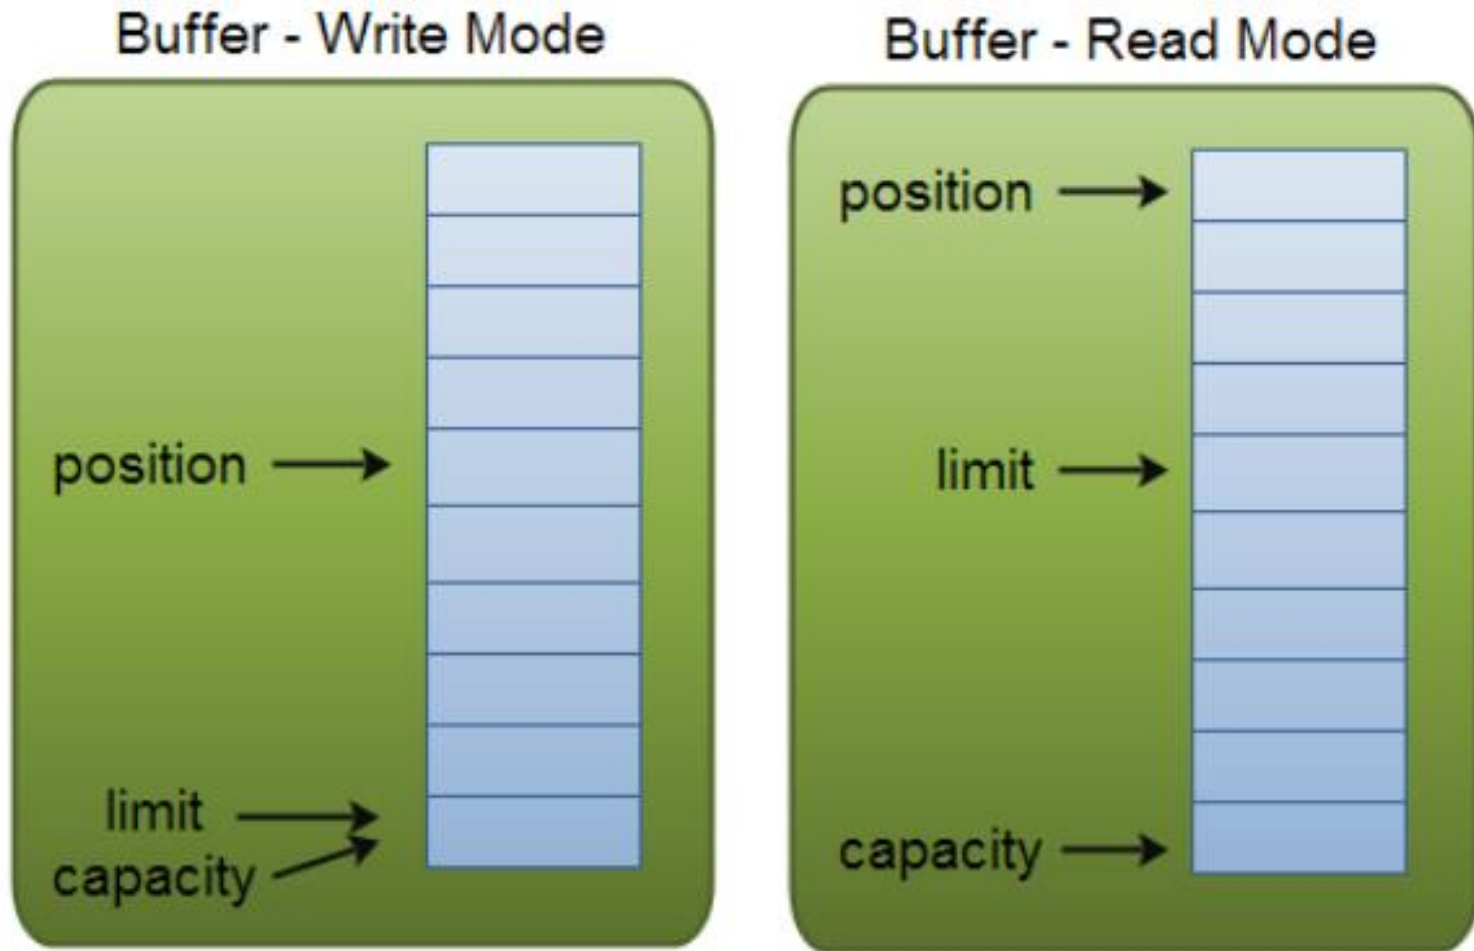 Buffer - Write Mode
position
limit
capacity
Buffer - Read Mode
position
limit
capacity